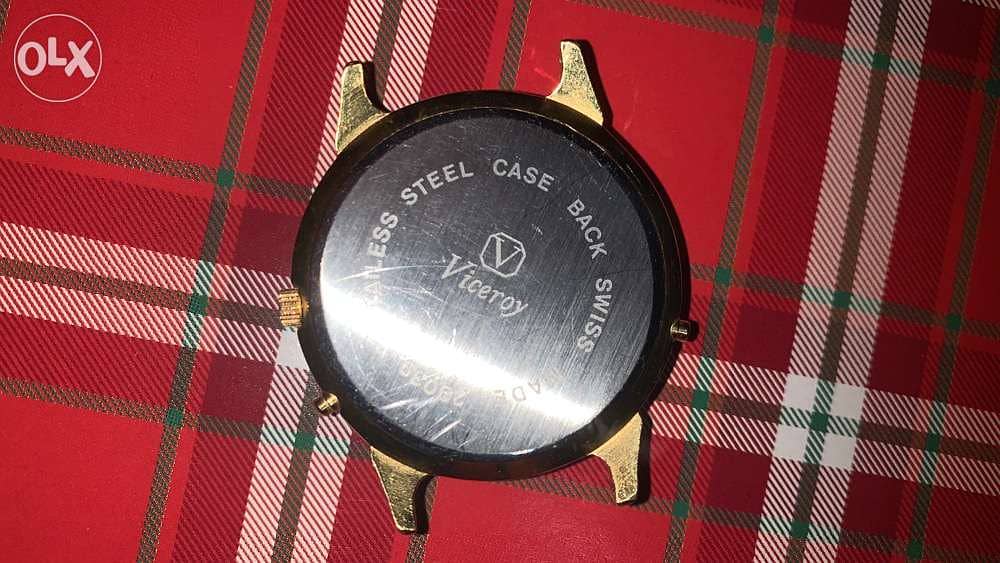 OLX
STEEL CASE BACK SWISS
V
Viceroy